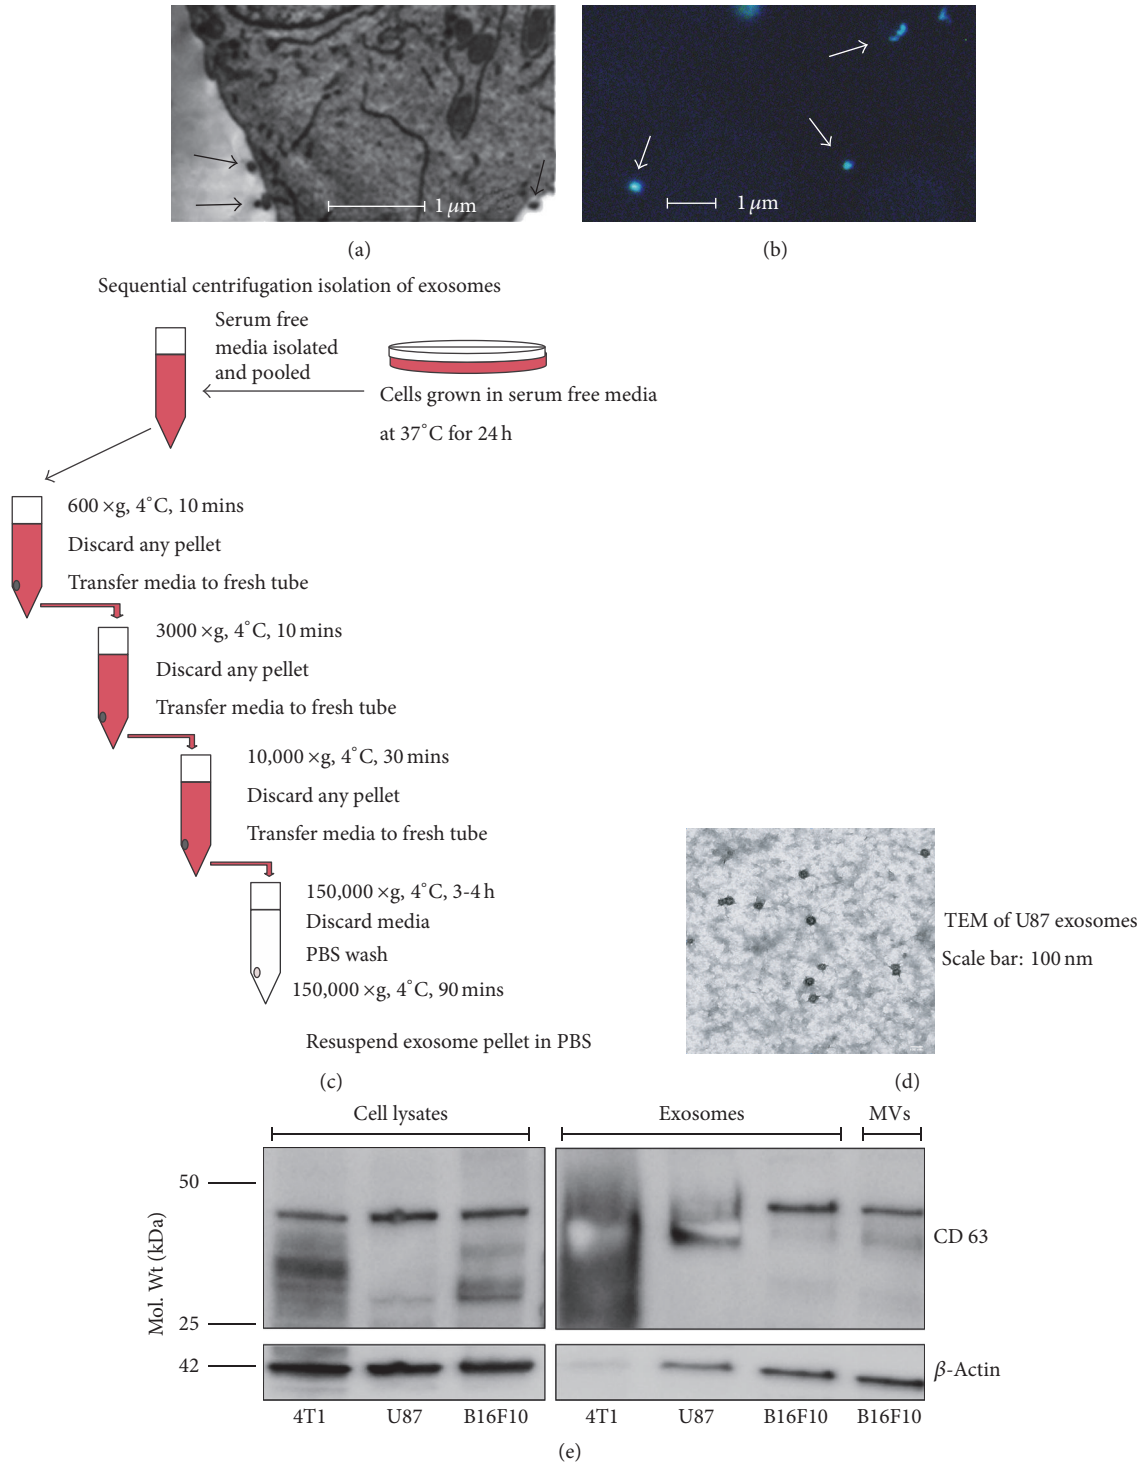 1 μm
1 μm
(a)
(b)
Sequential centrifugation isolation of exosomes
Serum free
media isolated
and pooled
Cells grown in serum free media
at 37°C for 24 h
600 ×g, 4°C, 10 mins
Discard any pellet
Transfer media to fresh tube
3000 ×g, 4°C, 10 mins
Discard any pellet
Transfer media to fresh tube
10,000 ×g, 4°C, 30 mins
Discard any pellet
Transfer media to fresh tube
150,000 ×g, 4°C, 3-4 h
Discard media
PBS wash
150,000 ×g, 4°C, 90 mins
Resuspend exosome pellet in PBS
(c)
TEM of U87 exosomes
Scale bar: 100 nm
(d)
Cell lysates
Exosomes
MVs
50
25
42
Mol. Wt (kDa)
CD 63
β-Actin
4T1
U87
B16F10
4T1
U87
B16F10
B16F10
(e)